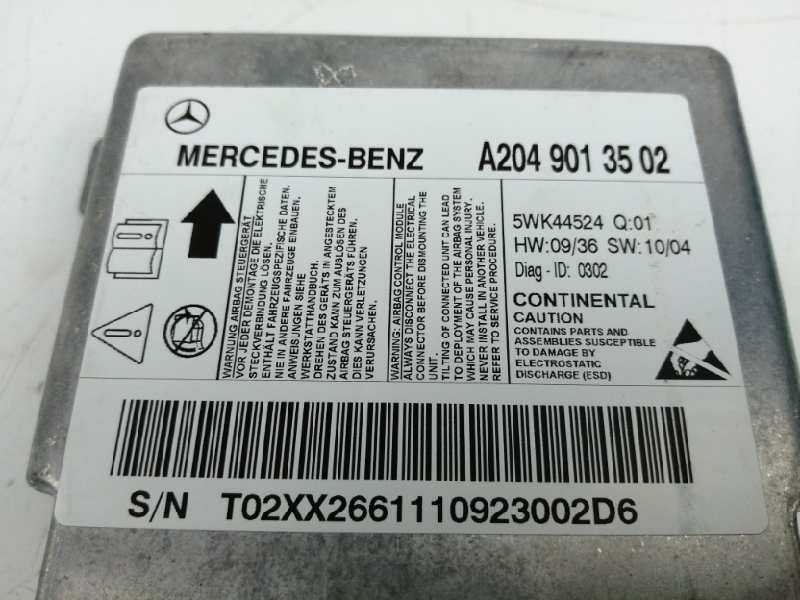 MERCEDES-BENZ
A204 901 35 02
WARNUNG: AIRBAG STEUERGERÄT
VOR JEDER DEMONTAGE DIE ELEKTRISCHE
STECKVERBINDUNG LÖSEN.
ENTHÄLT FAHRZEUGSPEZIFISCHE DATEN.
NIE IN ANDERE FAHRZEUGE EINBAUEN.
ANWEISUNGEN SIEHE
WERKSTATTHANDBUCH.
DREHEN DES GERÄTS IN ANGESTECKTEM
ZUSTAND KANN ZUM AUSLÖSEN DES
AIRBAG STEUERGERÄTS FÜHREN.
DIES KANN VERLETZUNGEN
VERURSACHEN.
WARNING: AIRBAG CONTROL MODULE
ALWAYS DISCONNECT THE ELECTRICAL
CONNECTOR BEFORE DISMOUNTING THE
UNIT.
TILTING OF CONNECTED UNIT CAN LEAD
TO DEPLOYMENT OF THE AIRBAG SYSTEM
WHICH MAY CAUSE PERSONAL INJURY.
NEVER INSTALL IN ANOTHER VEHICLE.
REFER TO SERVICE PROCEDURE.
5WK44524 Q:01
HW:09/36 SW:10/04
Diag - ID: 0302
CONTINENTAL
CAUTION
CONTAINS PARTS AND
ASSEMBLIES SUSCEPTIBLE
TO DAMAGE BY
ELECTROSTATIC
DISCHARGE (ESD)
S/N T02XX2661110923002D6